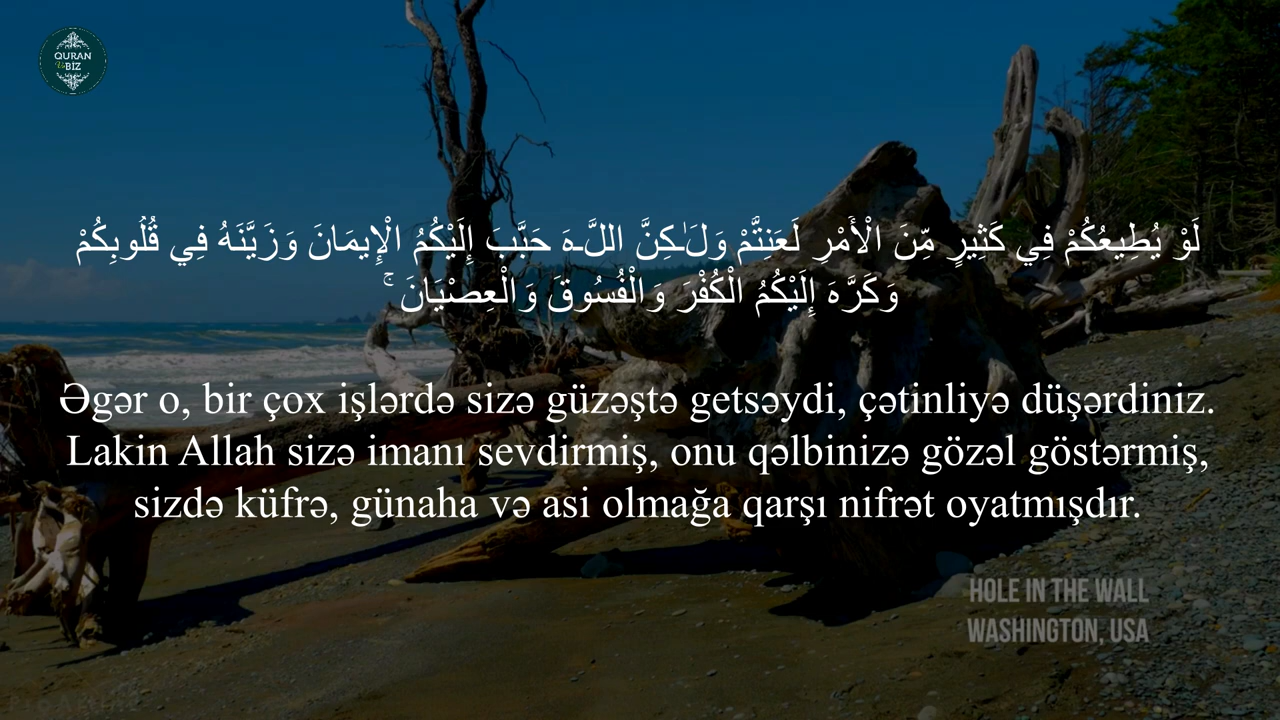 QURAN
Və
BİZ
لَوْ يُطِيعُكُمْ فِي كَثِيرٍ مِّنَ الْأَمْرِ لَعَنِتُّمْ وَلَـٰكِنَّ اللَّـهَ حَبَّبَ إِلَيْكُمُ الْإِيمَانَ وَزَيَّنَهُ فِي قُلُوبِكُمْ
وَكَرَّهَ إِلَيْكُمُ الْكُفْرَ وَالْفُسُوقَ وَالْعِصْيَانَ ۚ
Əgər o, bir çox işlərdə sizə güzəştə getsəydi, çətinliyə düşərdiniz.
Lakin Allah sizə imanı sevdirmiş, onu qəlbinizə gözəl göstərmiş,
sizdə küfrə, günaha və asi olmağa qarşı nifrət oyatmışdır.
HOLE IN THE WALL
WASHINGTON, USA